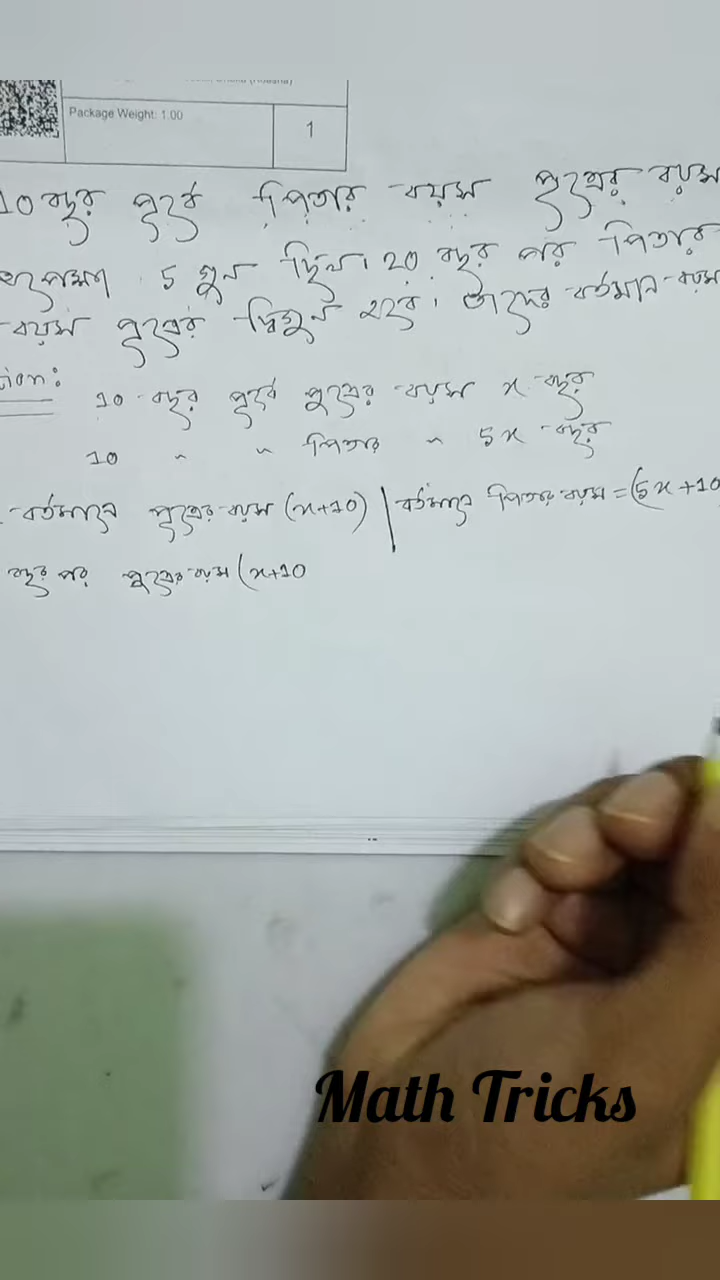 Package Weight: 1.00
1
10 বছর পূর্বে পিতার বয়স পুত্রের বয়স
অপেক্ষা 5 গুন ছিল। 20 বছর পর পিতার
বয়স পুত্রের দ্বিগুন হবে। তাদের বর্তমান বয়স
tion:
10 বছর পূর্বে পুত্রের বয়স x বছর
10 " " পিতার " 5x বছর
বর্তমানে পুত্রের বয়স (x+10) | বর্তমানে পিতার বয়স = (5x+10
বছর পর পুত্রের বয়স (x+10
Math Tricks